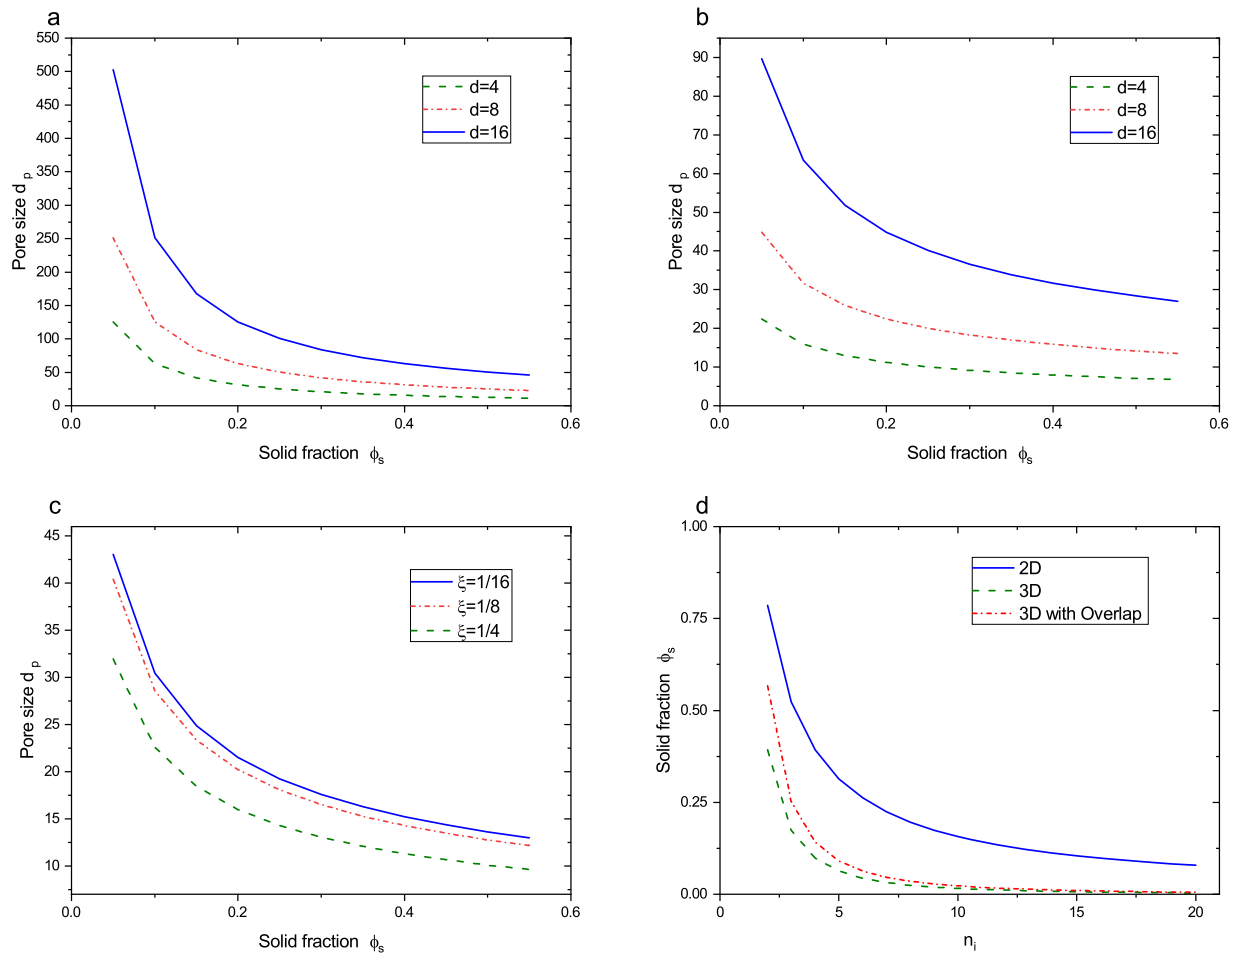 a
550
500
450
400
350
300
250
200
150
100
50
0
0.0
0.2
0.4
0.6
Pore size d p
Solid fraction ϕs
d=4
d=8
d=16
b
90
80
70
60
50
40
30
20
10
0
0.0
0.2
0.4
0.6
Pore size d p
Solid fraction ϕs
d=4
d=8
d=16
c
45
40
35
30
25
20
15
10
0.0
0.2
0.4
0.6
Pore size d p
Solid fraction ϕs
ξ=1/16
ξ=1/8
ξ=1/4
d
1.00
0.75
0.50
0.25
0.00
0
5
10
15
20
Solid fraction ϕs
ni
2D
3D
3D with Overlap